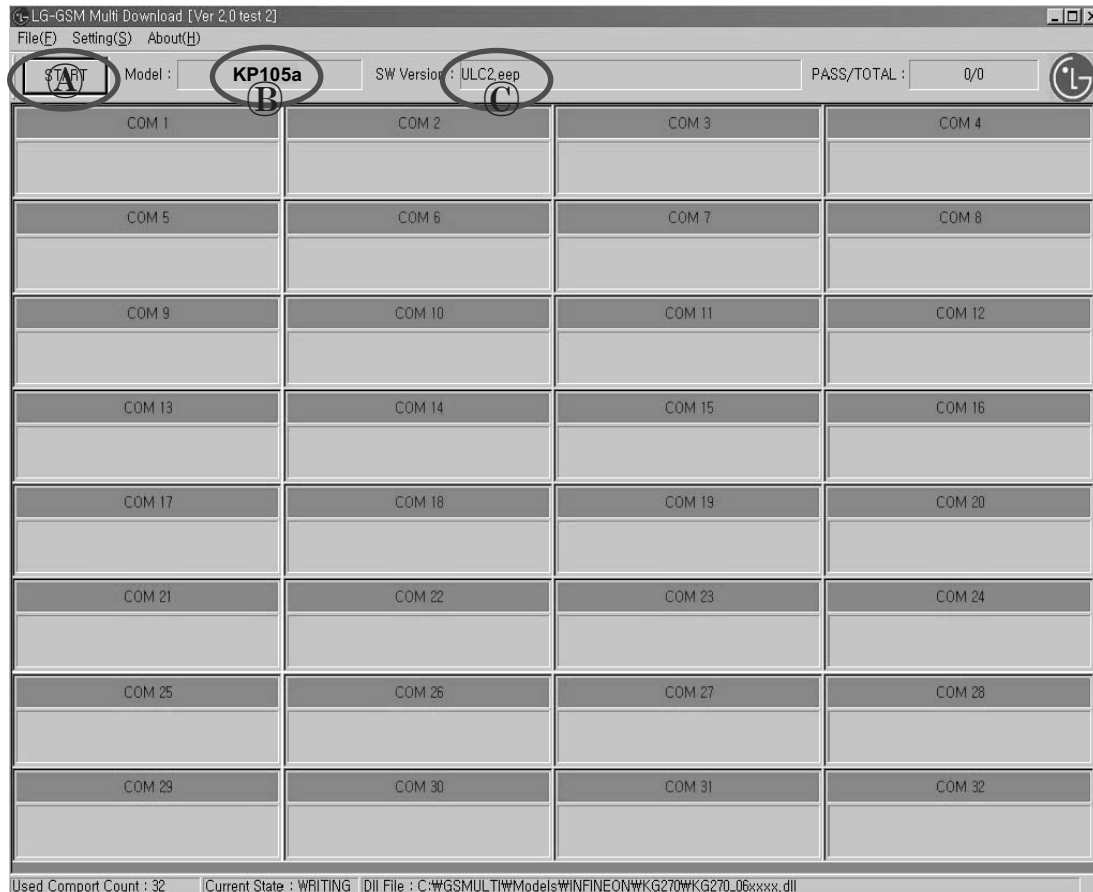 LG-GSM Multi Download [Ver 2,0 test 2]
File(F) Setting(S) About(H)
START Model : KP105a SW Version : ULC2,eep PASS/TOTAL : 0/0
Ⓐ Ⓑ Ⓒ
COM 1 COM 2 COM 3 COM 4
COM 5 COM 6 COM 7 COM 8
COM 9 COM 10 COM 11 COM 12
COM 13 COM 14 COM 15 COM 16
COM 17 COM 18 COM 19 COM 20
COM 21 COM 22 COM 23 COM 24
COM 25 COM 26 COM 27 COM 28
COM 29 COM 30 COM 31 COM 32
Used Comport Count : 32 Current State : WRITING Dll File : C:₩GSMULTI₩Models₩INFINEON₩KG270₩KG270_06xxxx.dll